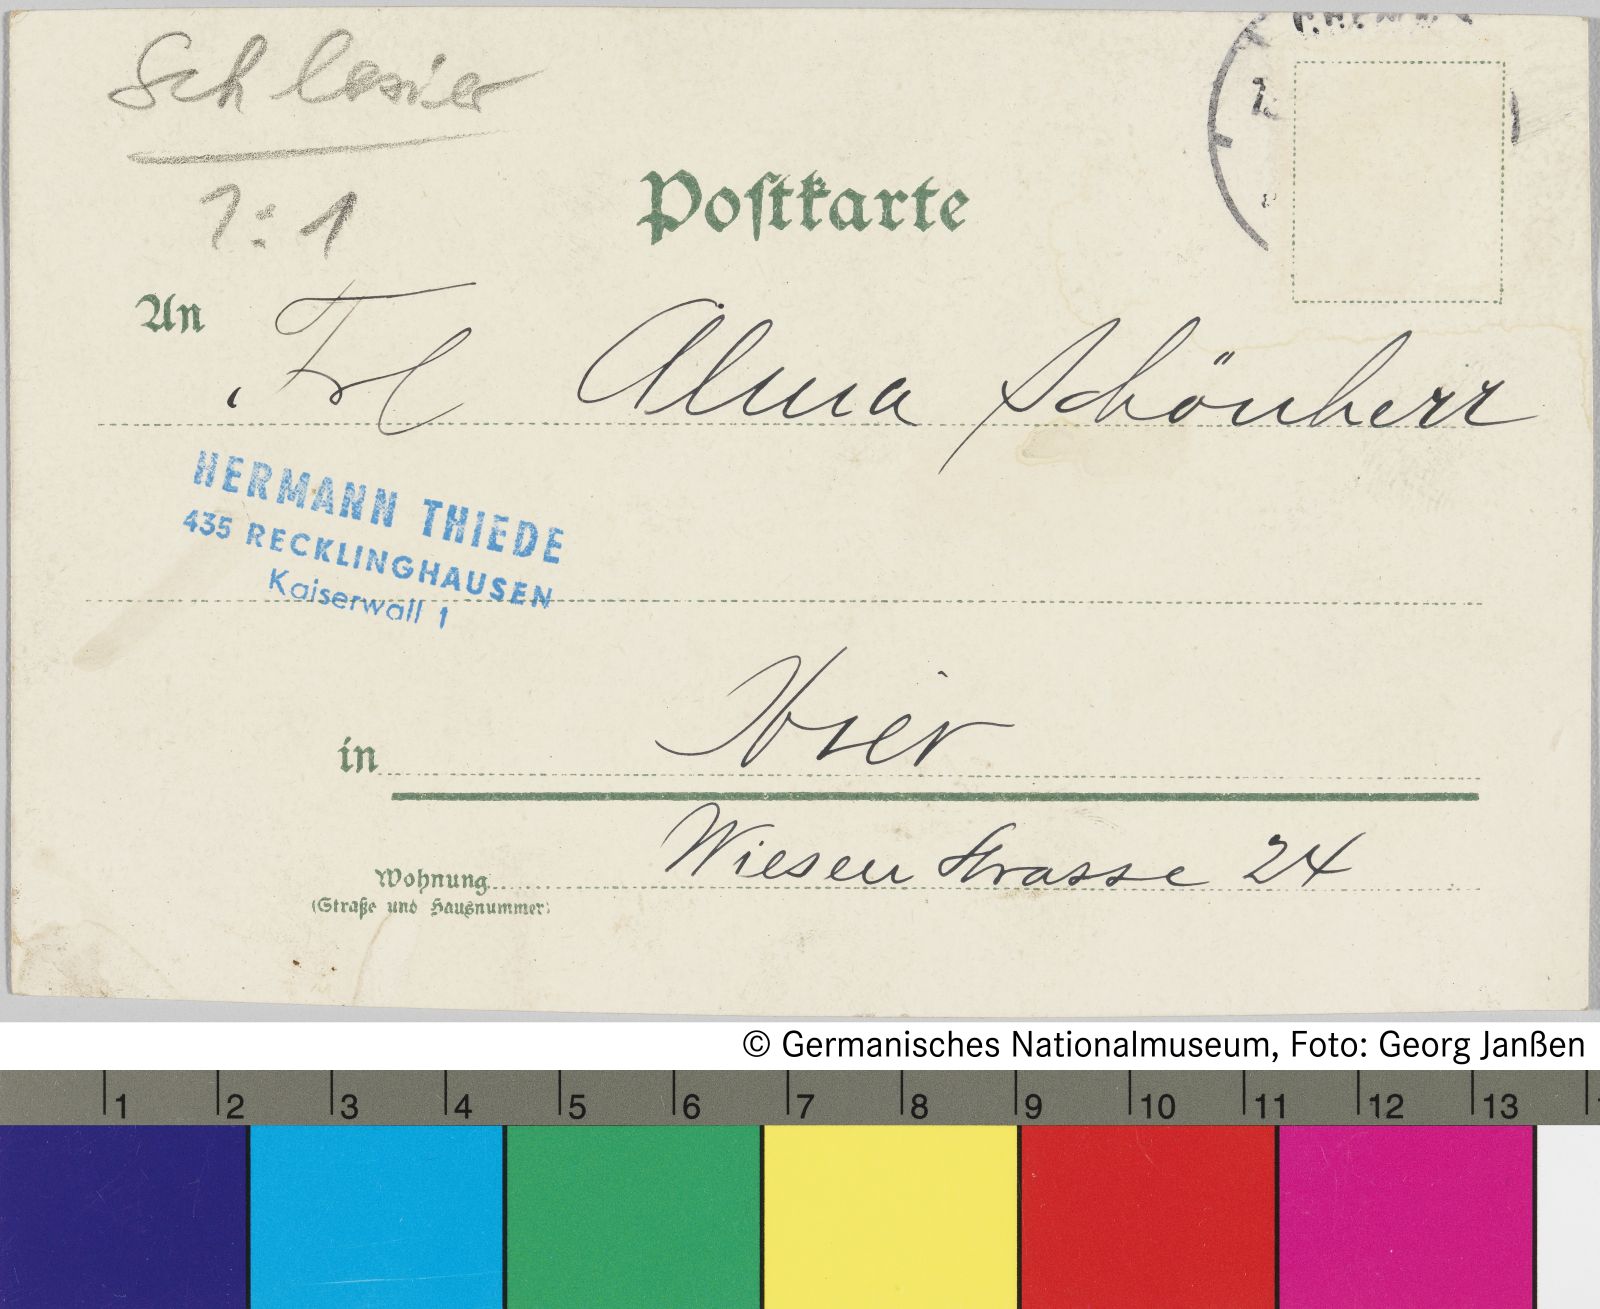 Schlesier
1:1
Postkarte
An Frl Alma Schönherr
HERMANN THIEDE
435 RECKLINGHAUSEN
Kaiserwall 1
in Hier
Wiesen Strasse 24
Wohnung
(Straße und Hausnummer)
© Germanisches Nationalmuseum, Foto: Georg Janßen
1 2 3 4 5 6 7 8 9 10 11 12 13